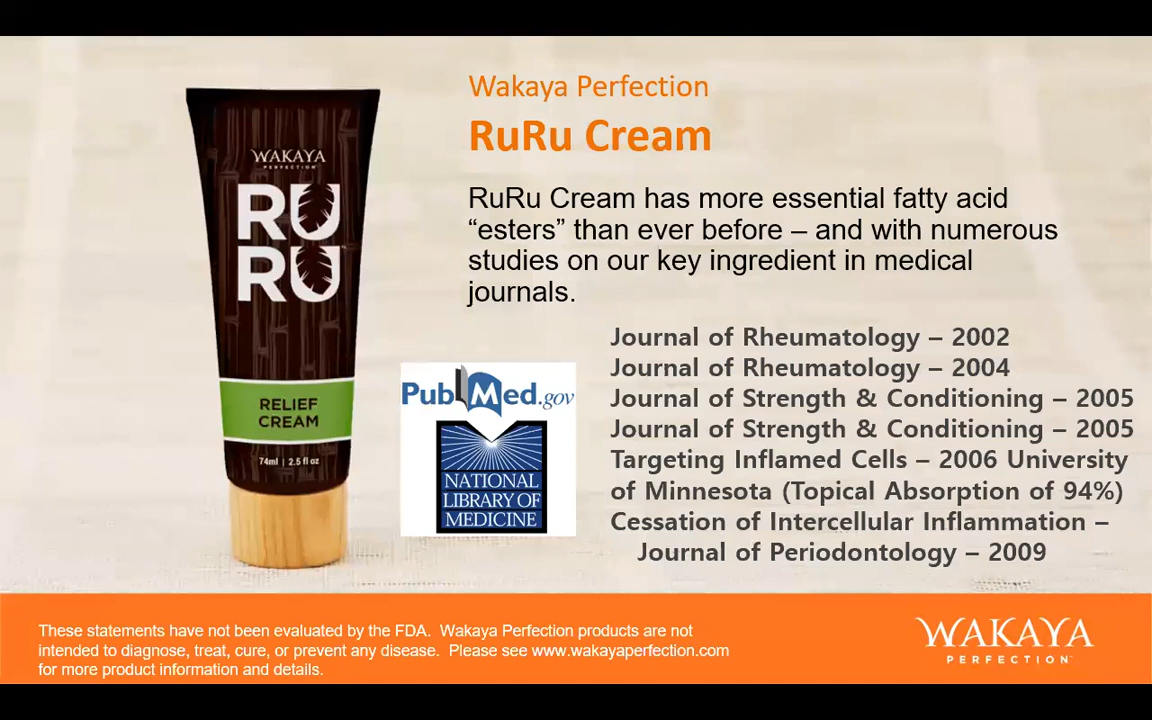 Wakaya Perfection
RuRu Cream
RuRu Cream has more essential fatty acid
“esters” than ever before – and with numerous
studies on our key ingredient in medical
journals.
WAKAYA
PERFECTION
RU
RU
RELIEF
CREAM
74ml | 2.5 fl oz
PubMed.gov
NATIONAL
LIBRARY OF
MEDICINE
Journal of Rheumatology – 2002
Journal of Rheumatology – 2004
Journal of Strength & Conditioning – 2005
Journal of Strength & Conditioning – 2005
Targeting Inflamed Cells – 2006 University
of Minnesota (Topical Absorption of 94%)
Cessation of Intercellular Inflammation –
Journal of Periodontology – 2009
These statements have not been evaluated by the FDA.  Wakaya Perfection products are not
intended to diagnose, treat, cure, or prevent any disease.  Please see www.wakayaperfection.com
for more product information and details.
WAKAYA
PERFECTION™